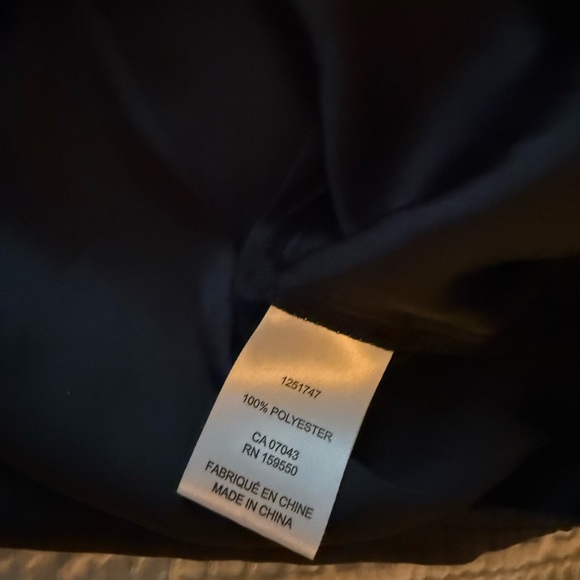 1251747
100% POLYESTER
CA 07043
RN 159550
FABRIQUÉ EN CHINE
MADE IN CHINA